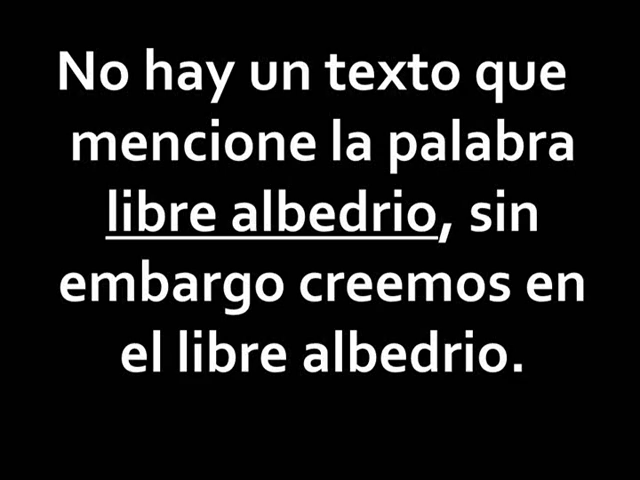 No hay un texto que
mencione la palabra
libre albedrio, sin
embargo creemos en
el libre albedrio.